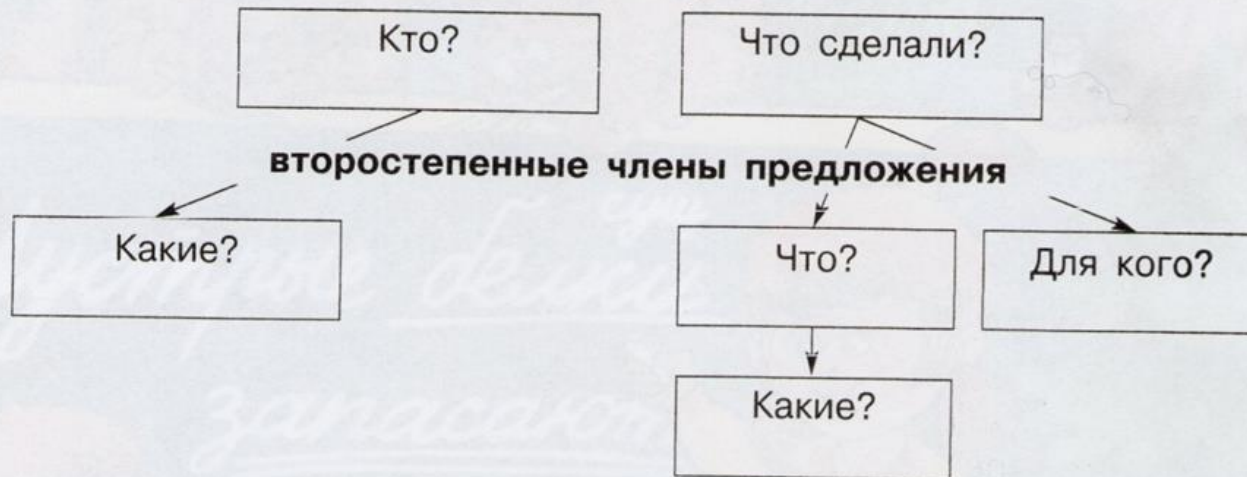 Кто? Что сделали?
второстепенные члены предложения
Какие? Что? Для кого?
Какие?